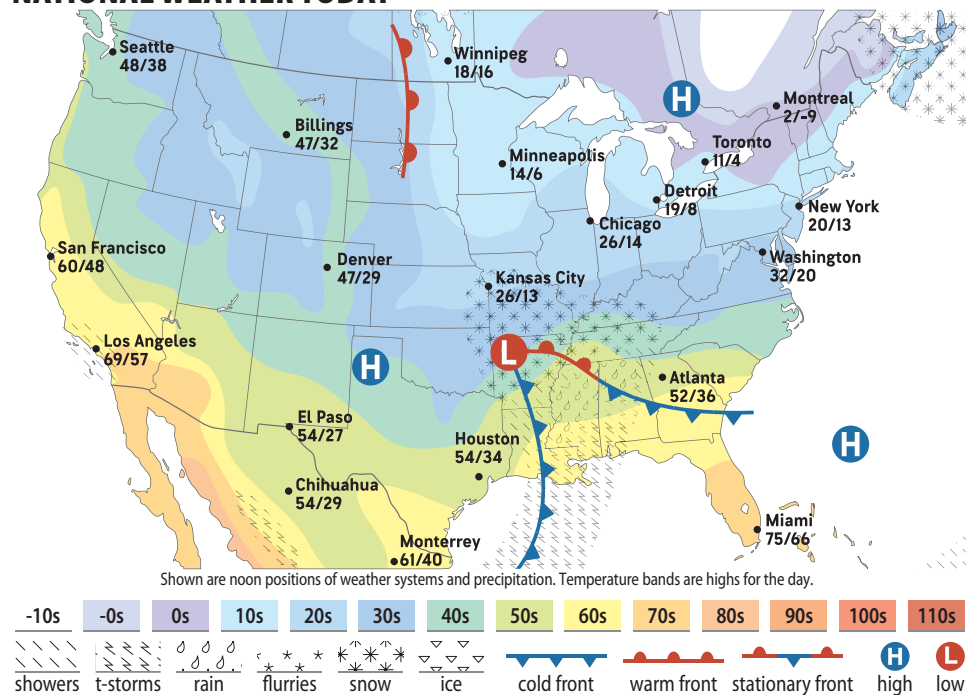 NATIONAL WEATHER TODAY
Seattle
48/38
Winnipeg
18/16
H
Montreal
2/-9
Billings
47/32
Minneapolis
14/6
Toronto
11/4
Detroit
19/8
New York
20/13
Chicago
26/14
San Francisco
60/48
Denver
47/29
Kansas City
26/13
Washington
32/20
Los Angeles
69/57
H
L
Atlanta
52/36
El Paso
54/27
Houston
54/34
H
Chihuahua
54/29
Miami
75/66
Monterrey
61/40
Shown are noon positions of weather systems and precipitation. Temperature bands are highs for the day.
-10s -0s 0s 10s 20s 30s 40s 50s 60s 70s 80s 90s 100s 110s
H L
showers t-storms rain flurries snow ice cold front warm front stationary front high low